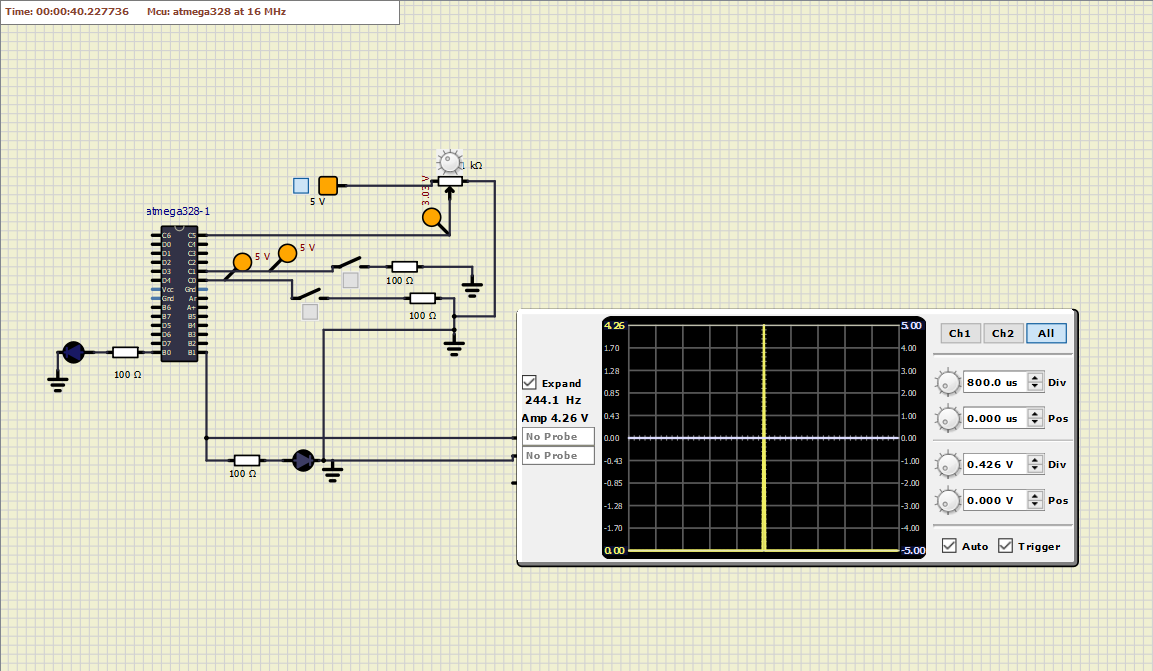 Time: 00:00:40.227736 Mcu: atmega328 at 16 MHz
kΩ
3.03 V
5 V
atmega328-1
C6 C5
D0 C4
D1 C3
D2 C2
D3 C1
D4 C0
Vcc Gnd
Gnd Ar
B6 A+
B7 B5
D5 B4
D6 B3
D7 B2
B0 B1
5 V
5 V
100 Ω
100 Ω
100 Ω
100 Ω
Expand
244.1 Hz
Amp 4.26 V
No Probe
No Probe
4.26 5.00
1.70 4.00
1.28 3.00
0.85 2.00
0.43 1.00
0.00 0.00
-0.43 -1.00
-0.85 -2.00
-1.28 -3.00
-1.70 -4.00
0.00 -5.00
Ch1 Ch2 All
800.0 us Div
0.000 us Pos
0.426 V Div
0.000 V Pos
Auto Trigger